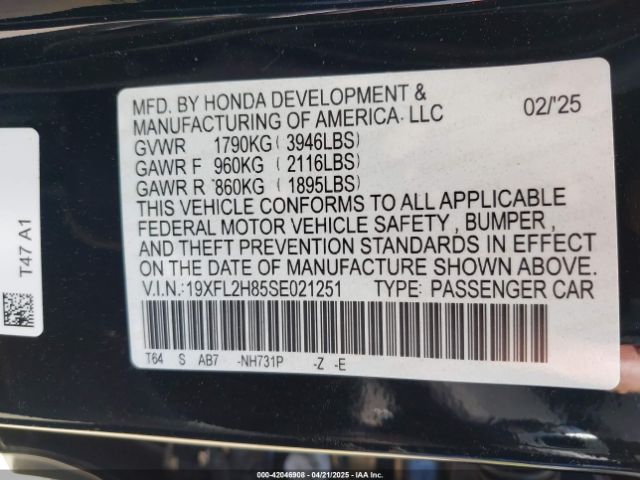 MFD. BY HONDA DEVELOPMENT &
MANUFACTURING OF AMERICA. LLC 02/'25
GVWR 1790KG ( 3946LBS)
GAWR F 960KG ( 2116LBS)
GAWR R 860KG ( 1895LBS)
THIS VEHICLE CONFORMS TO ALL APPLICABLE
FEDERAL MOTOR VEHICLE SAFETY , BUMPER,
AND THEFT PREVENTION STANDARDS IN EFFECT
ON THE DATE OF MANUFACTURE SHOWN ABOVE.
V.I.N.:19XFL2H85SE021251 TYPE: PASSENGER CAR
T64 S AB7 -NH731P -Z -E
T47 A1
000-42046908 - 04/21/2025 - IAA Inc.